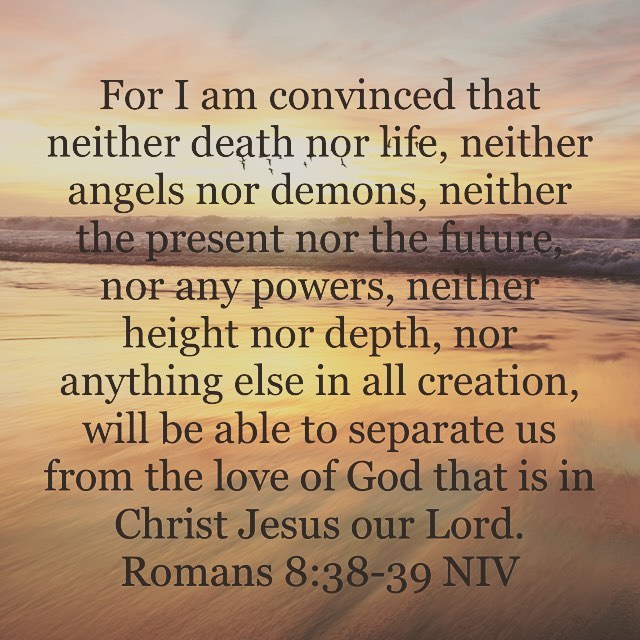 For I am convinced that
neither death nor life, neither
angels nor demons, neither
the present nor the future,
nor any powers, neither
height nor depth, nor
anything else in all creation,
will be able to separate us
from the love of God that is in
Christ Jesus our Lord.
Romans 8:38-39 NIV